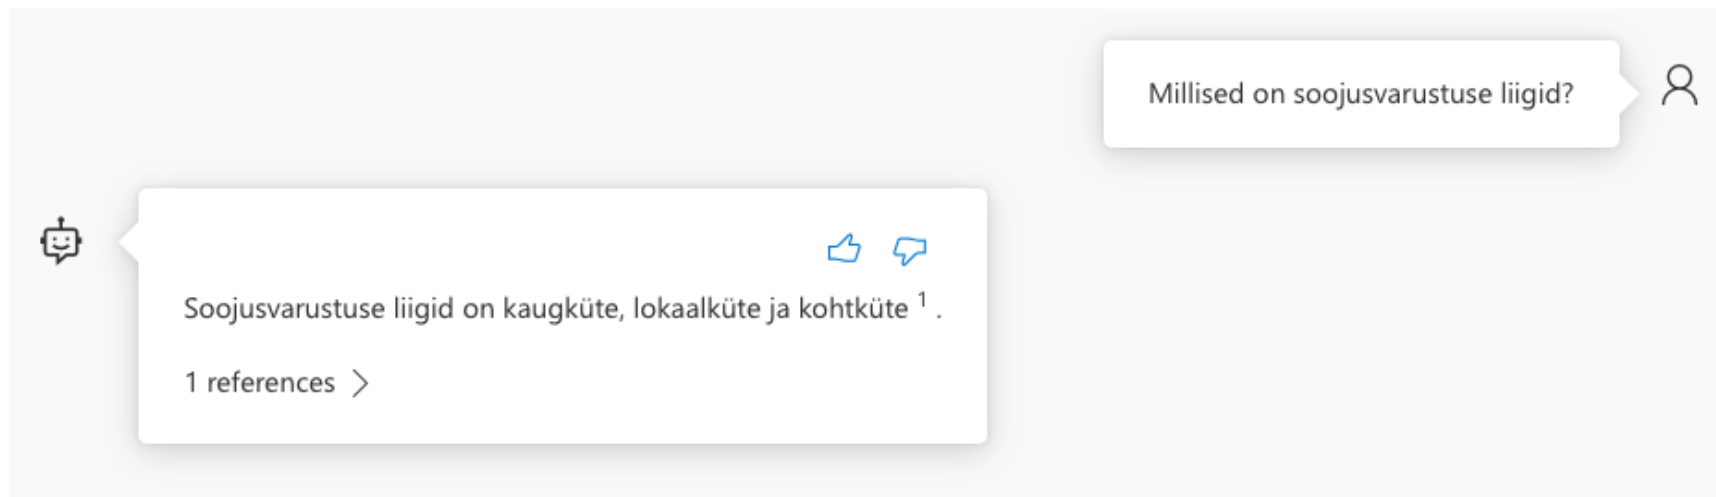 Millised on soojusvarustuse liigid?
Soojusvarustuse liigid on kaugküte, lokaalküte ja kohtküte 1 .
1 references